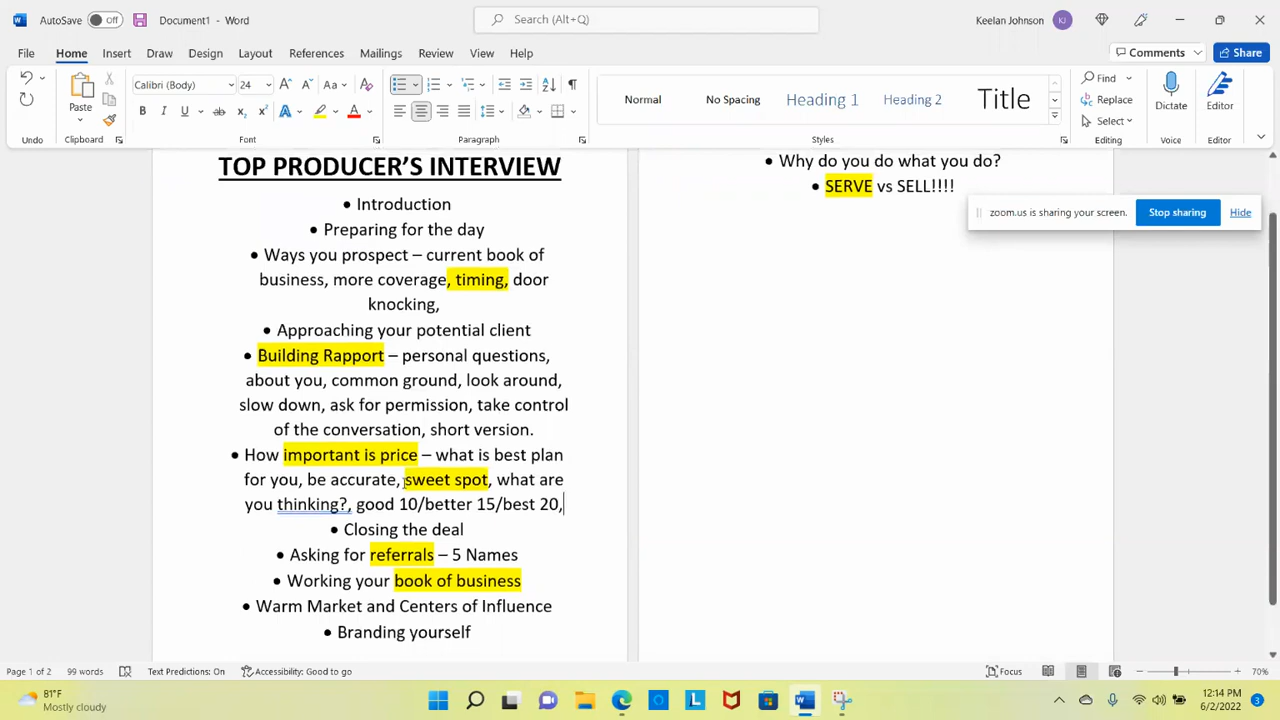 AutoSave Off Document1 - Word Search (Alt+Q) Keelan Johnson KJ
File Home Insert Draw Design Layout References Mailings Review View Help Comments Share
Calibri (Body) 24 Aa Normal No Spacing Heading 1 Heading 2 Title Find
Paste Replace Dictate Editor
B I U ab x₂ x² A A Select
Undo Clipboard Font Paragraph Styles Editing Voice Editor
TOP PRODUCER'S INTERVIEW
• Introduction
• Preparing for the day
• Ways you prospect – current book of
business, more coverage, timing, door
knocking,
• Approaching your potential client
• Building Rapport – personal questions,
about you, common ground, look around,
slow down, ask for permission, take control
of the conversation, short version.
• How important is price – what is best plan
for you, be accurate, sweet spot, what are
you thinking?, good 10/better 15/best 20,
• Closing the deal
• Asking for referrals – 5 Names
• Working your book of business
• Warm Market and Centers of Influence
• Branding yourself
• Why do you do what you do?
• SERVE vs SELL!!!!
zoom.us is sharing your screen. Stop sharing Hide
Page 1 of 2 99 words Text Predictions: On Accessibility: Good to go Focus 70%
81°F
Mostly cloudy
12:14 PM
6/2/2022 3